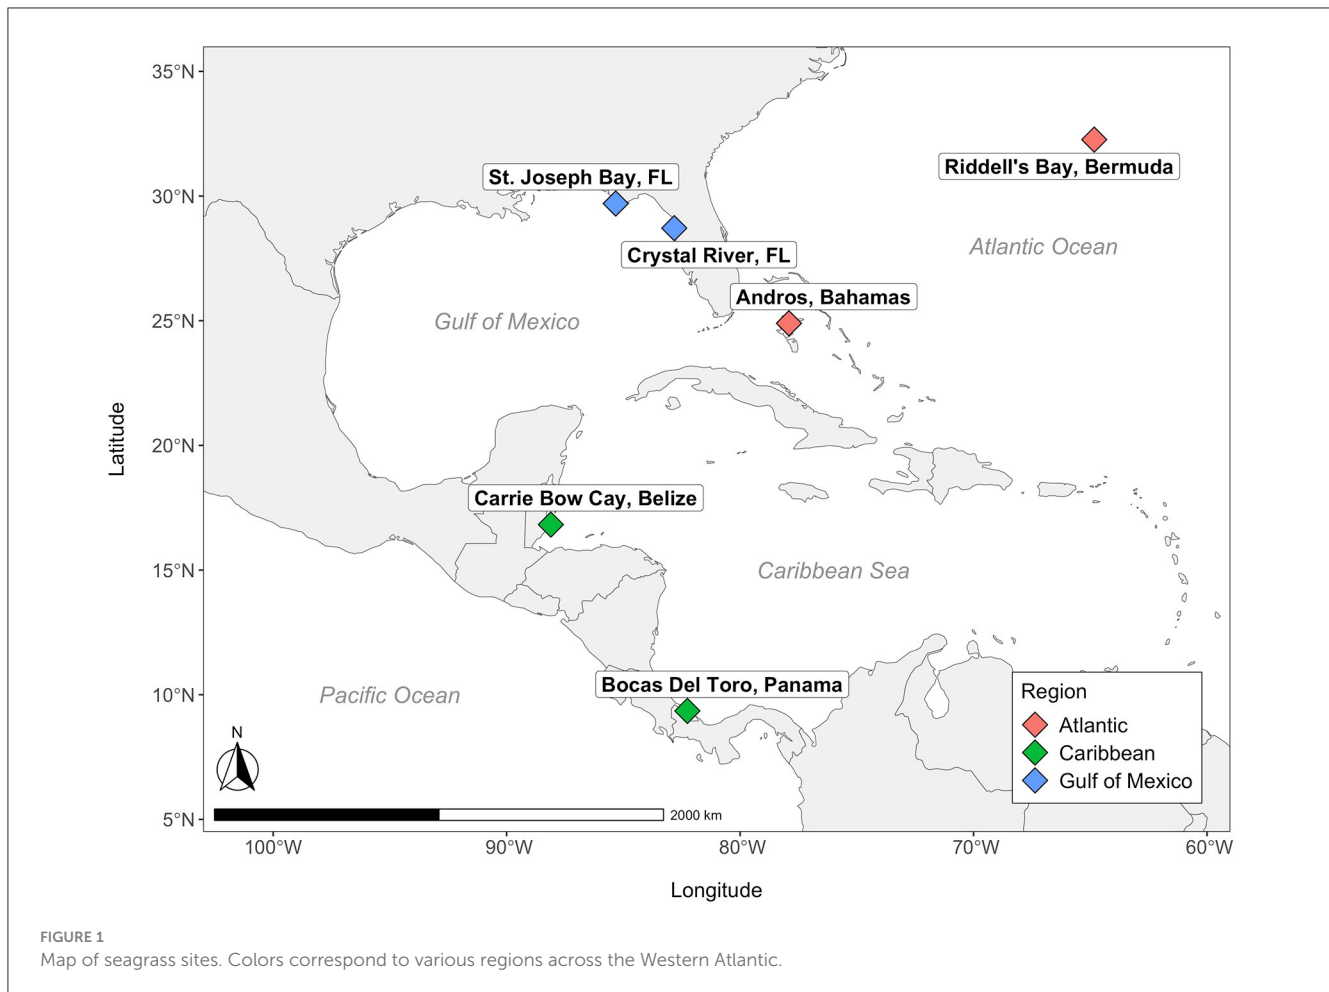 35°N
30°N
25°N
20°N
15°N
10°N
5°N
Latitude
St. Joseph Bay, FL
Riddell's Bay, Bermuda
Crystal River, FL
Atlantic Ocean
Andros, Bahamas
Gulf of Mexico
Carrie Bow Cay, Belize
Caribbean Sea
Bocas Del Toro, Panama
Pacific Ocean
Region
Atlantic
Caribbean
Gulf of Mexico
N
2000 km
100°W
90°W
80°W
70°W
60°W
Longitude
FIGURE 1
Map of seagrass sites. Colors correspond to various regions across the Western Atlantic.